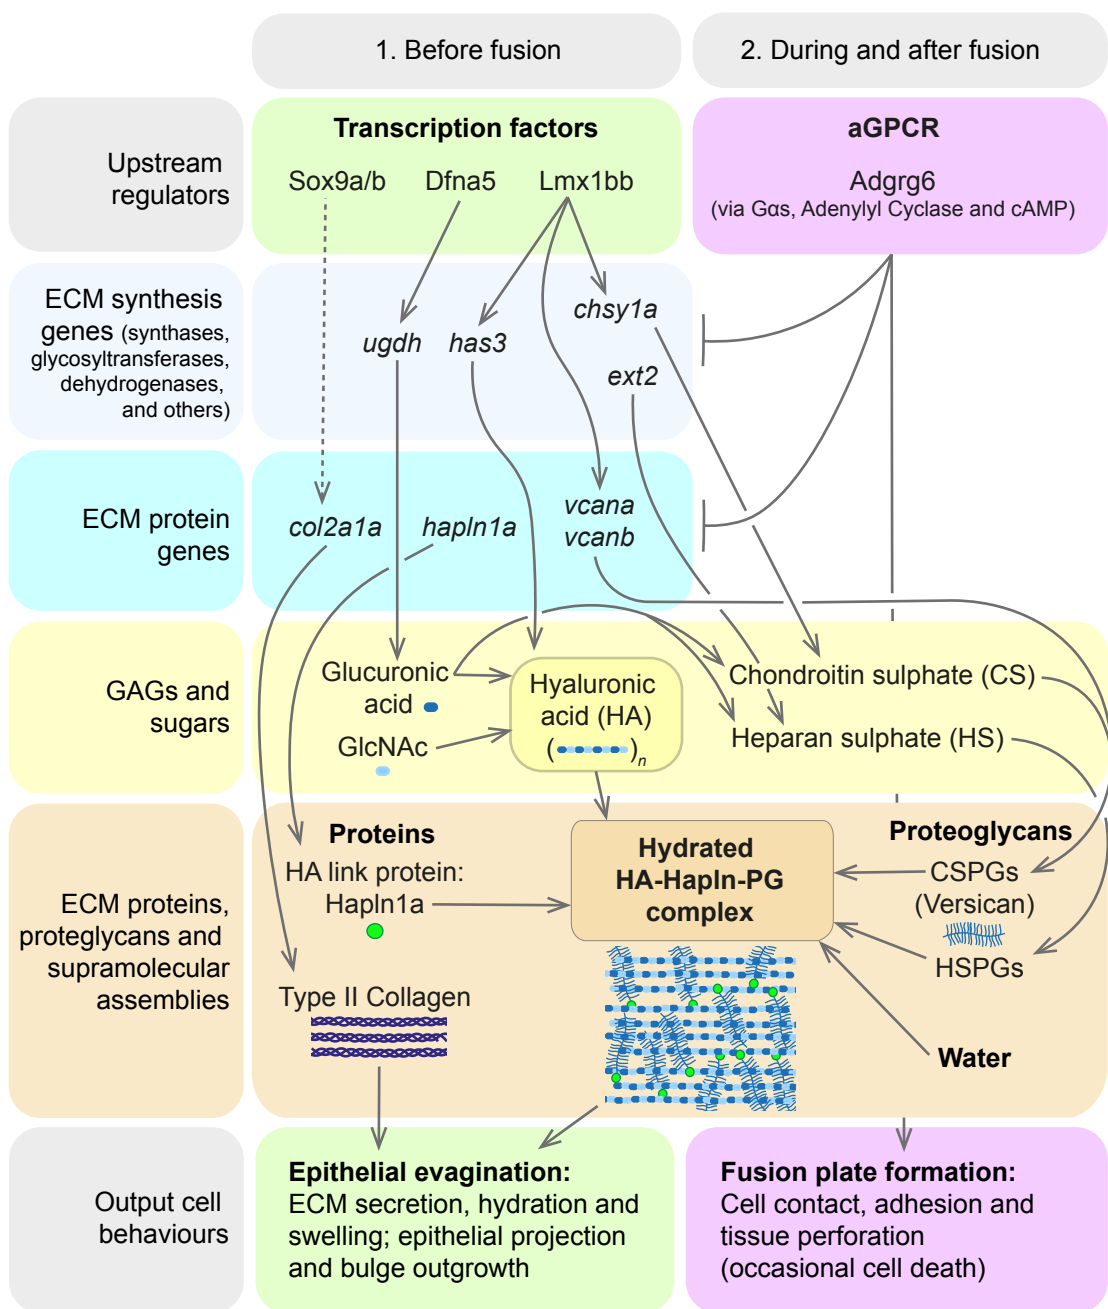 1. Before fusion
2. During and after fusion
Upstream
regulators
Transcription factors
Sox9a/b
Dfna5
Lmx1bb
aGPCR
Adgrg6
(via Gαs, Adenylyl Cyclase and cAMP)
ECM synthesis
genes (synthases,
glycosyltransferases,
dehydrogenases,
and others)
ugdh
has3
chsy1a
ext2
ECM protein
genes
col2a1a
hapln1a
vcana
vcanb
GAGs and
sugars
Glucuronic
acid
GlcNAc
Hyaluronic
acid (HA)
( )n
Chondroitin sulphate (CS)
Heparan sulphate (HS)
ECM proteins,
proteglycans and
supramolecular
assemblies
Proteins
HA link protein:
Hapln1a
Type II Collagen
Hydrated
HA-Hapln-PG
complex
Proteoglycans
CSPGs
(Versican)
HSPGs
Water
Output cell
behaviours
Epithelial evagination:
ECM secretion, hydration and
swelling; epithelial projection
and bulge outgrowth
Fusion plate formation:
Cell contact, adhesion and
tissue perforation
(occasional cell death)